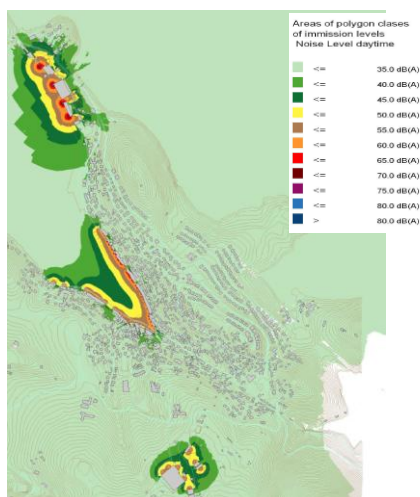 Areas of polygon clases
of immission levels
Noise Level daytime
<= 35.0 dB(A)
<= 40.0 dB(A)
<= 45.0 dB(A)
<= 50.0 dB(A)
<= 55.0 dB(A)
<= 60.0 dB(A)
<= 65.0 dB(A)
<= 70.0 dB(A)
<= 75.0 dB(A)
<= 80.0 dB(A)
> 80.0 dB(A)